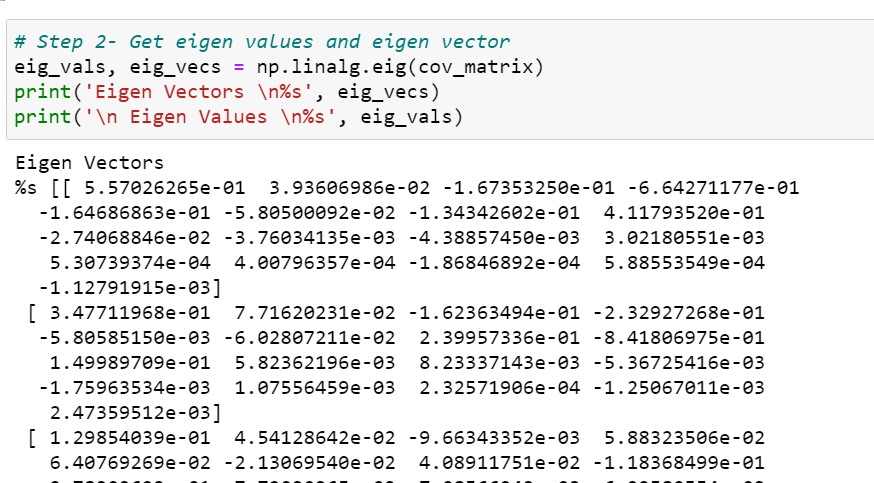 # Step 2- Get eigen values and eigen vector
eig_vals, eig_vecs = np.linalg.eig(cov_matrix)
print('Eigen Vectors \n%s', eig_vecs)
print('\n Eigen Values \n%s', eig_vals)
Eigen Vectors
%s [[ 5.57026265e-01  3.93606986e-02 -1.67353250e-01 -6.64271177e-01
  -1.64686863e-01 -5.80500092e-02 -1.34342602e-01  4.11793520e-01
  -2.74068846e-02 -3.76034135e-03 -4.38857450e-03  3.02180551e-03
   5.30739374e-04  4.00796357e-04 -1.86846892e-04  5.88553549e-04
  -1.12791915e-03]
 [ 3.47711968e-01  7.71620231e-02 -1.62363494e-01 -2.32927268e-01
  -5.80585150e-03 -6.02807211e-02  2.39957336e-01 -8.41806975e-01
   1.49989709e-01  5.82362196e-03  8.23337143e-03 -5.36725416e-03
  -1.75963534e-03  1.07556459e-03  2.32571906e-04 -1.25067011e-03
   2.47359512e-03]
 [ 1.29854039e-01  4.54128642e-02 -9.66343352e-03  5.88323506e-02
   6.40769269e-02 -2.13069540e-02  4.08911751e-02 -1.18368499e-01